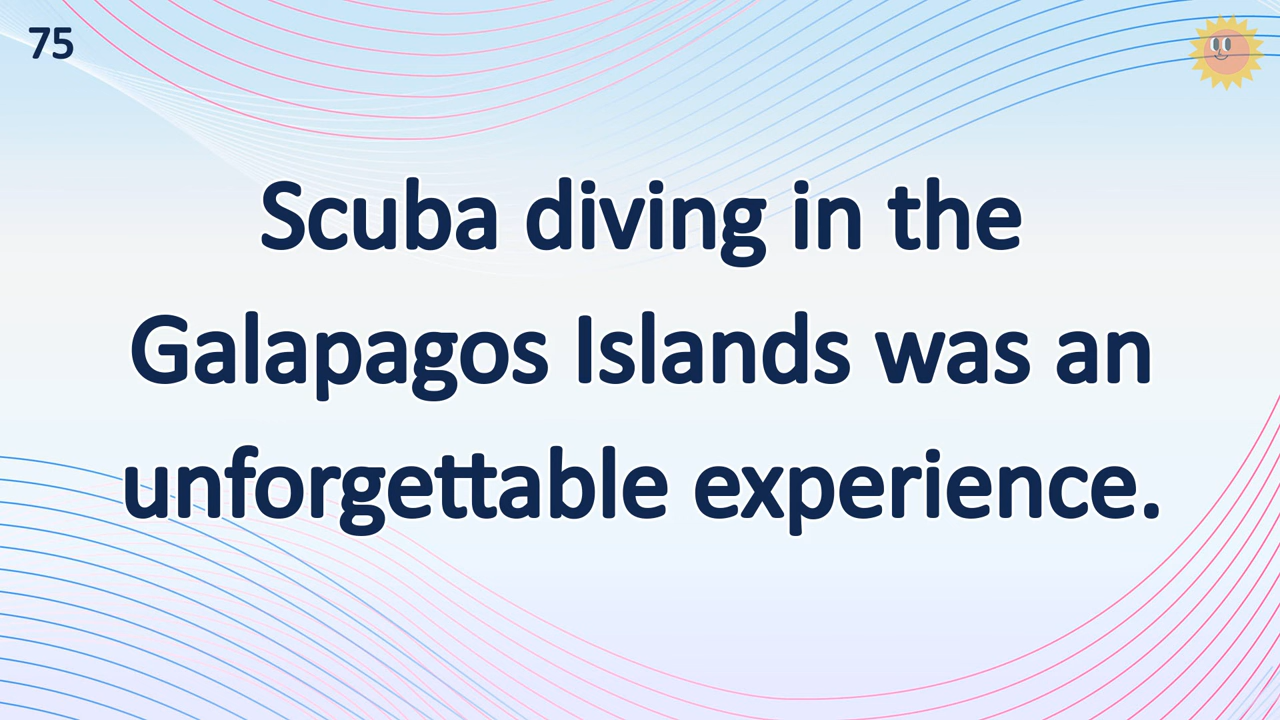 75
Scuba diving in the
Galapagos Islands was an
unforgettable experience.